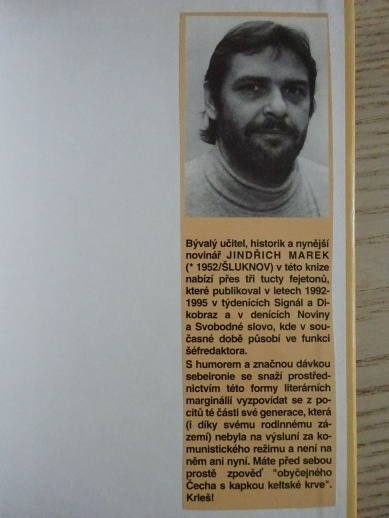 Bývalý učitel, historik a nynější
novinář JINDŘICH MAREK
(* 1952/ŠLUKNOV) v této knize
nabízí přes tři tucty fejetonů,
které publikoval v letech 1992-
1995 v týdenících Signál a Di-
kobraz a v denících Noviny
a Svobodné slovo, kde v sou-
časné době působí ve funkci
šéfredaktora.
S humorem a značnou dávkou
sebeironie se snaží prostřed-
nictvím této formy literárních
marginálií vyzpovídat se z po-
citů té části své generace, která
(i díky svému rodinnému zá-
zemí) nebyla na výsluní za ko-
munistického režimu a není na
něm ani nyní. Máte před sebou
prostě zpověď "obyčejného
Čecha s kapkou keltské krve".
Krleš!